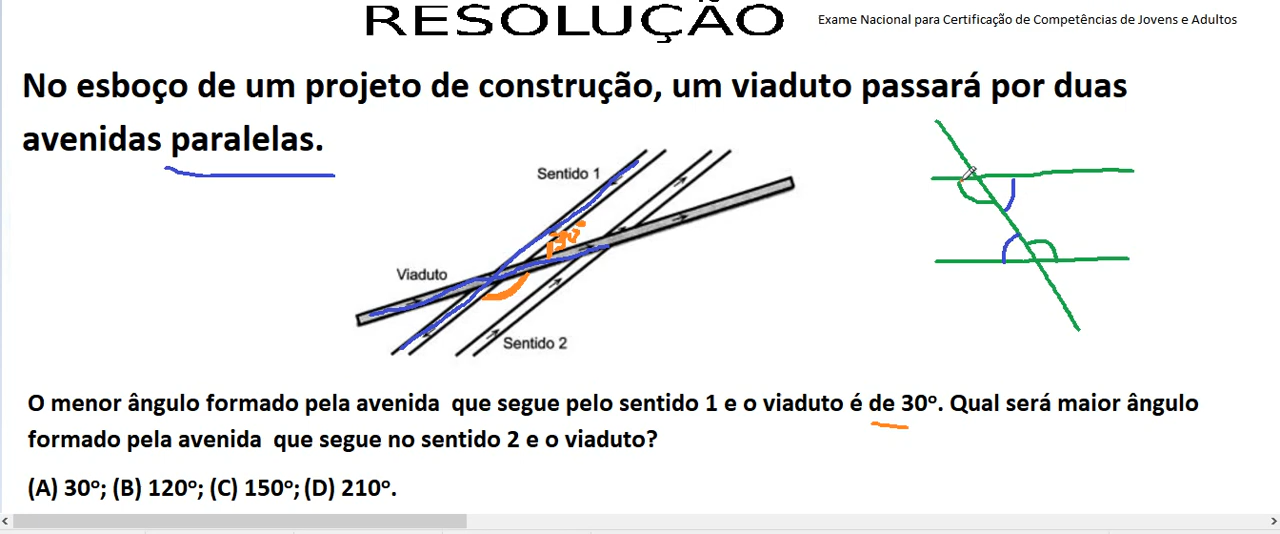 RESOLUÇÃO
Exame Nacional para Certificação de Competências de Jovens e Adultos
No esboço de um projeto de construção, um viaduto passará por duas
avenidas paralelas.
Sentido 1
30°
Viaduto
Sentido 2
O menor ângulo formado pela avenida que segue pelo sentido 1 e o viaduto é de 30º. Qual será maior ângulo
formado pela avenida que segue no sentido 2 e o viaduto?
(A) 30º; (B) 120º; (C) 150º; (D) 210º.